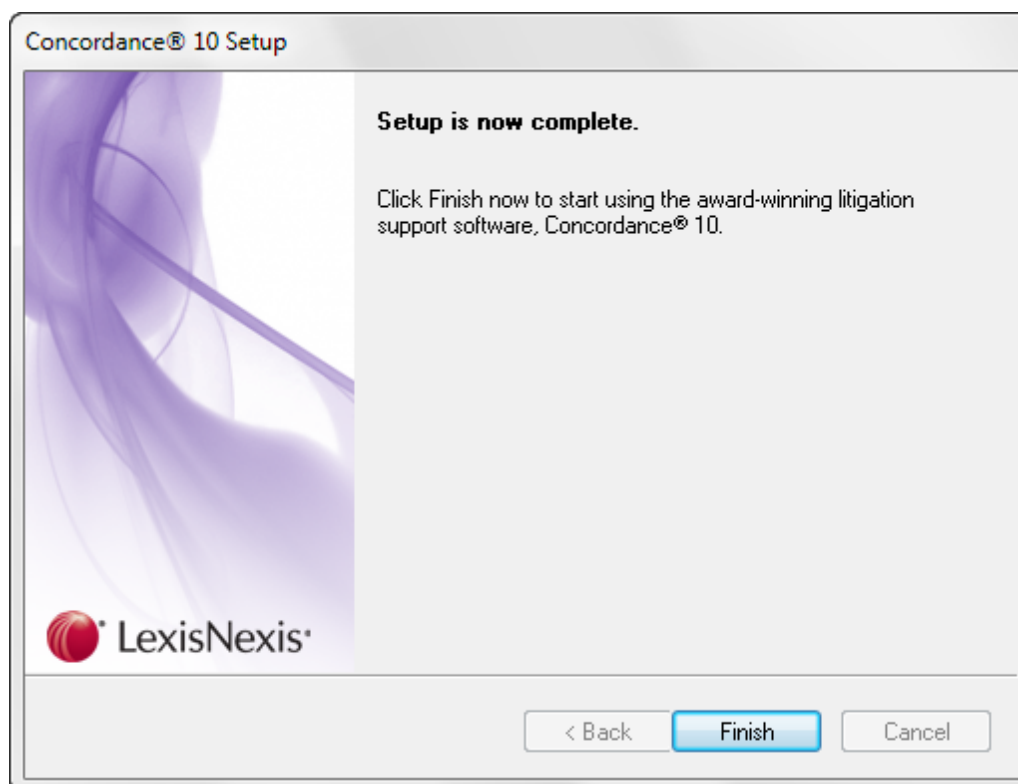 Concordance® 10 Setup
Setup is now complete.
Click Finish now to start using the award-winning litigation
support software, Concordance® 10.
LexisNexis®
< Back
Finish
Cancel